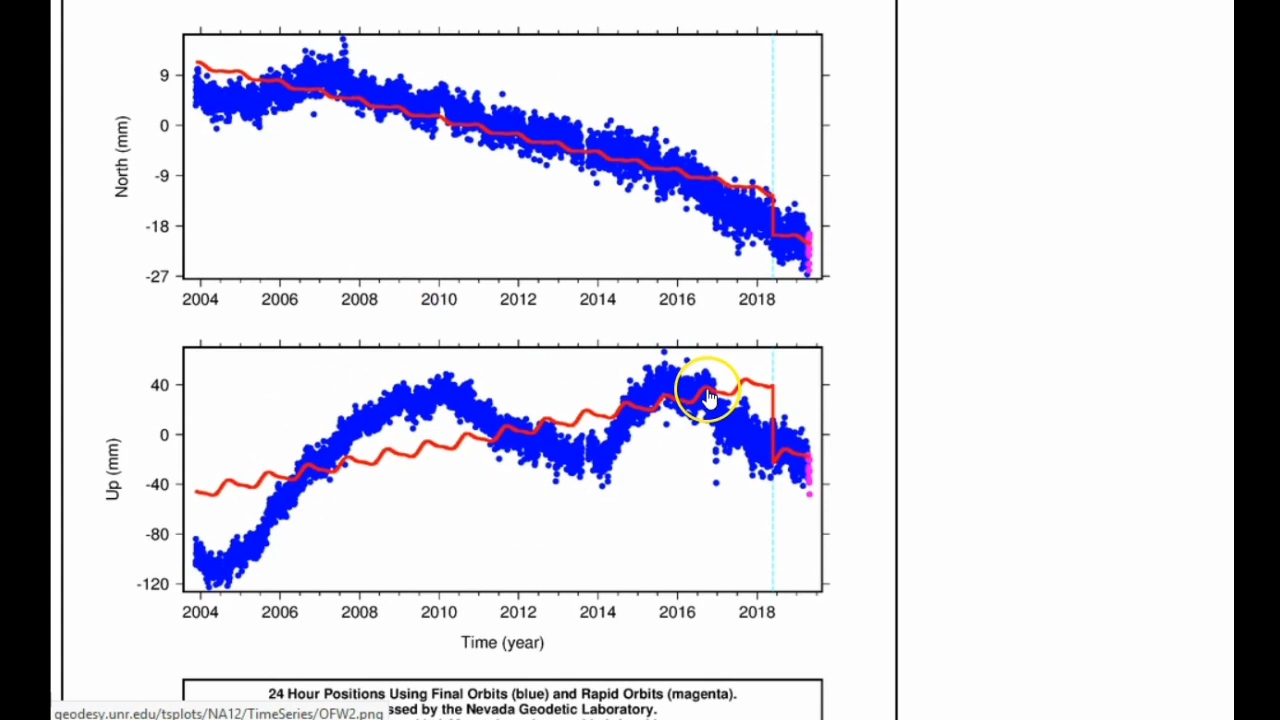 9
0
-9
-18
-27
North (mm)
2004 2006 2008 2010 2012 2014 2016 2018
40
0
-40
-80
-120
Up (mm)
2004 2006 2008 2010 2012 2014 2016 2018
Time (year)
24 Hour Positions Using Final Orbits (blue) and Rapid Orbits (magenta).
ssed by the Nevada Geodetic Laboratory.
geodesy.unr.edu/tsplots/NA12/TimeSeries/OFW2.png